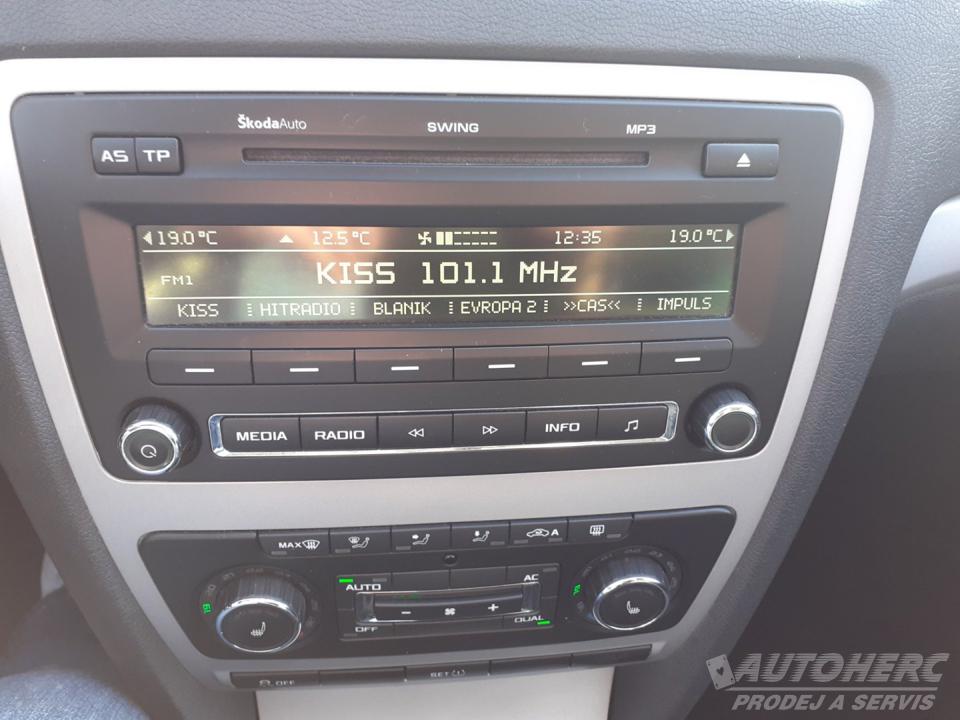 ŠkodaAuto SWING MP3
AS TP
19.0°C 12.5°C 12:35 19.0°C
FM1 KISS 101.1 MHz
KISS HITRADIO BLANIK EVROPA 2 >>CAS<< IMPULS
MEDIA RADIO INFO
MAX A
AUTO AC
19 19
- +
OFF DUAL
OFF SET
AUTOHERC
PRODEJ A SERVIS